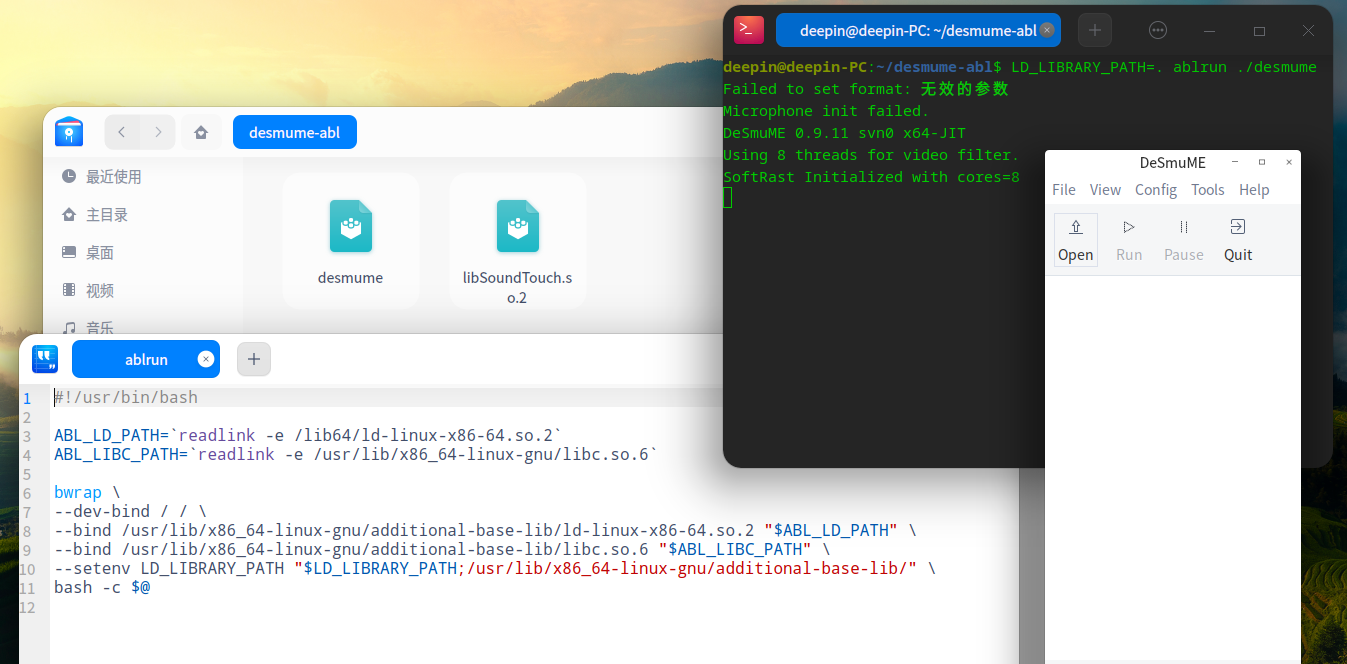 deepin@deepin-PC: ~/desmume-abl
deepin@deepin-PC:~/desmume-abl$ LD_LIBRARY_PATH=. ablrun ./desmume
Failed to set format: 无效的参数
Microphone init failed.
DeSmuME 0.9.11 svn0 x64-JIT
Using 8 threads for video filter.
SoftRast Initialized with cores=8
DeSmuME
File View Config Tools Help
Open Run Pause Quit
desmume-abl
最近使用
主目录
桌面
视频
音乐
desmume
libSoundTouch.s
o.2
ablrun
1 #!/usr/bin/bash
2
3 ABL_LD_PATH=`readlink -e /lib64/ld-linux-x86-64.so.2`
4 ABL_LIBC_PATH=`readlink -e /usr/lib/x86_64-linux-gnu/libc.so.6`
5
6 bwrap \
7 --dev-bind / / \
8 --bind /usr/lib/x86_64-linux-gnu/additional-base-lib/ld-linux-x86-64.so.2 "$ABL_LD_PATH" \
9 --bind /usr/lib/x86_64-linux-gnu/additional-base-lib/libc.so.6 "$ABL_LIBC_PATH" \
10 --setenv LD_LIBRARY_PATH "$LD_LIBRARY_PATH;/usr/lib/x86_64-linux-gnu/additional-base-lib/" \
11 bash -c $@
12